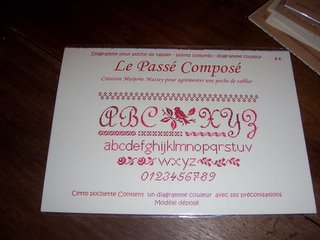 Diagramme pour poche de tablier - points comptés - diagramme couleur
8 €
Le Passé Composé
Création Marjorie Massey pour agrémenter une poche de tablier
ABC XYZ
abcdefghijklmnopqrstuv
wxyz
0123456789
Cette pochette Contient un diagramme couleur avec ses préconisations
Modèle déposé